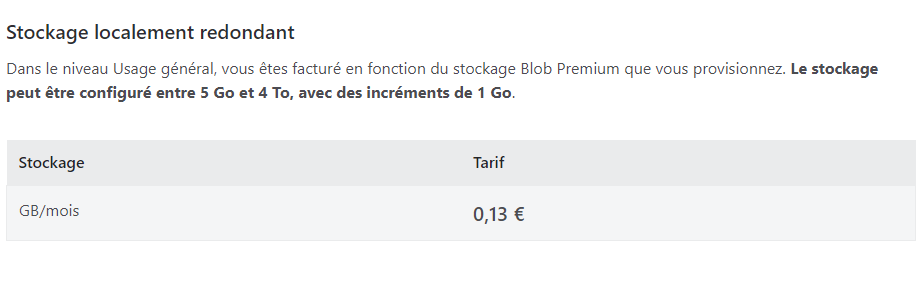 Stockage localement redondant
Dans le niveau Usage général, vous êtes facturé en fonction du stockage Blob Premium que vous provisionnez. Le stockage
peut être configuré entre 5 Go et 4 To, avec des incréments de 1 Go.
Stockage Tarif
GB/mois 0,13 €